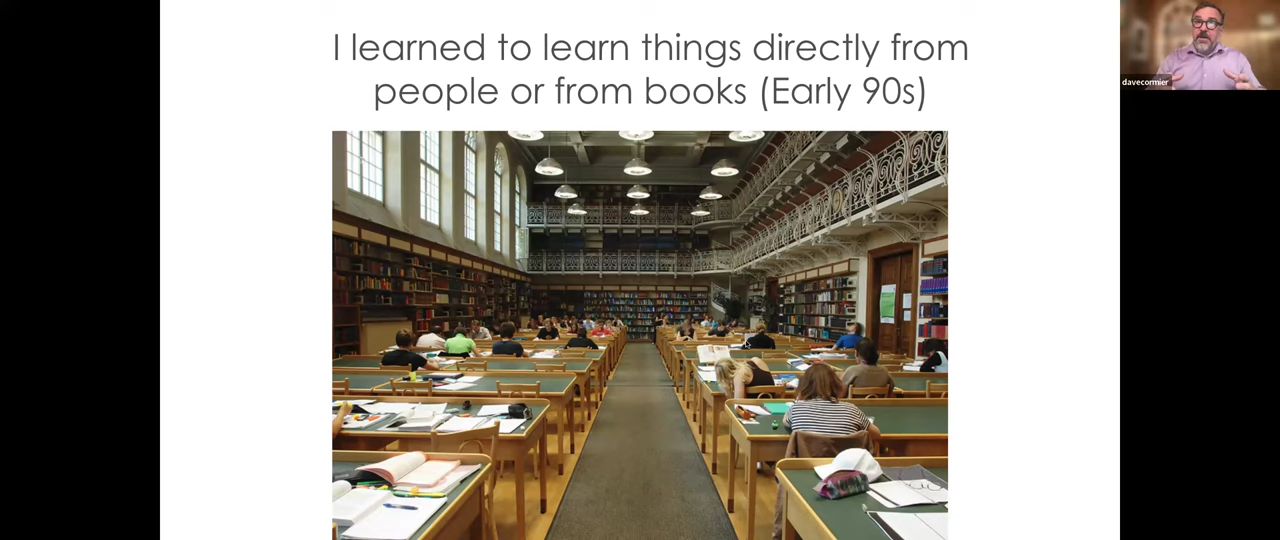 I learned to learn things directly from
people or from books (Early 90s)
davecormier